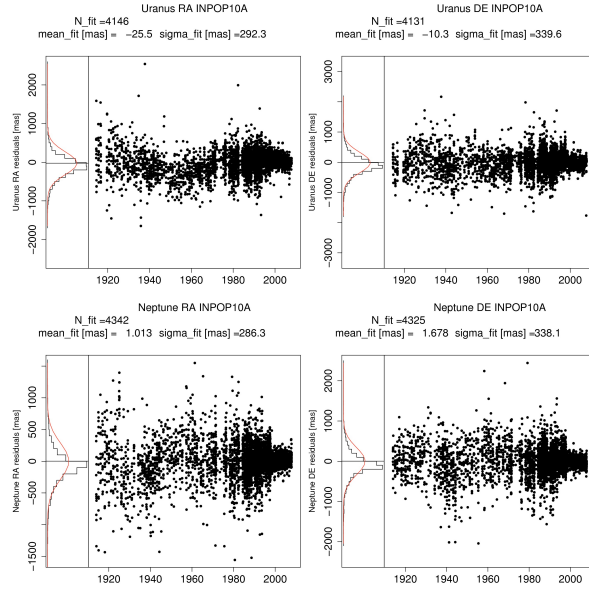 Uranus RA INPOP10A
N_fit =4146
mean_fit [mas] = −25.5 sigma_fit [mas] =292.3
Uranus RA residuals [mas]
2000
1000
0
−1000
−2000
1920 1940 1960 1980 2000
Uranus DE INPOP10A
N_fit =4131
mean_fit [mas] = −10.3 sigma_fit [mas] =339.6
Uranus DE residuals [mas]
3000
1000
0
−1000
−3000
1920 1940 1960 1980 2000
Neptune RA INPOP10A
N_fit =4342
mean_fit [mas] = 1.013 sigma_fit [mas] =286.3
Neptune RA residuals [mas]
1000
500
0
−500
−1500
1920 1940 1960 1980 2000
Neptune DE INPOP10A
N_fit =4325
mean_fit [mas] = 1.678 sigma_fit [mas] =338.1
Neptune DE residuals [mas]
2000
1000
0
−1000
−2000
1920 1940 1960 1980 2000